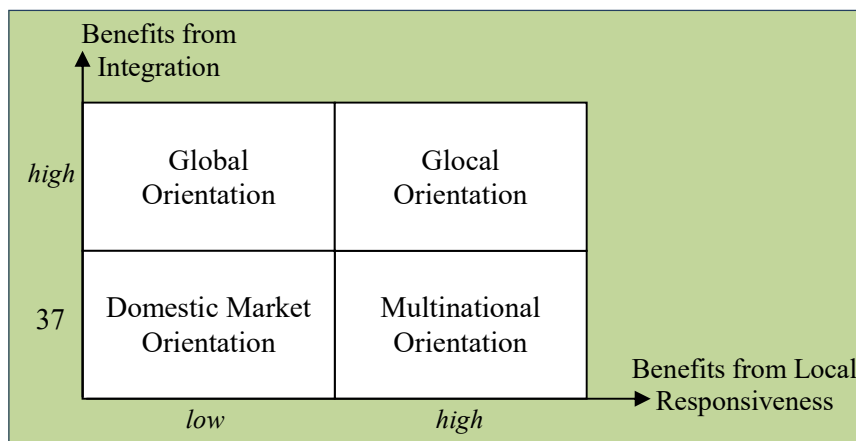 Benefits from
Integration
high
Global
Orientation
Glocal
Orientation
37
Domestic Market
Orientation
Multinational
Orientation
Benefits from Local
Responsiveness
low
high